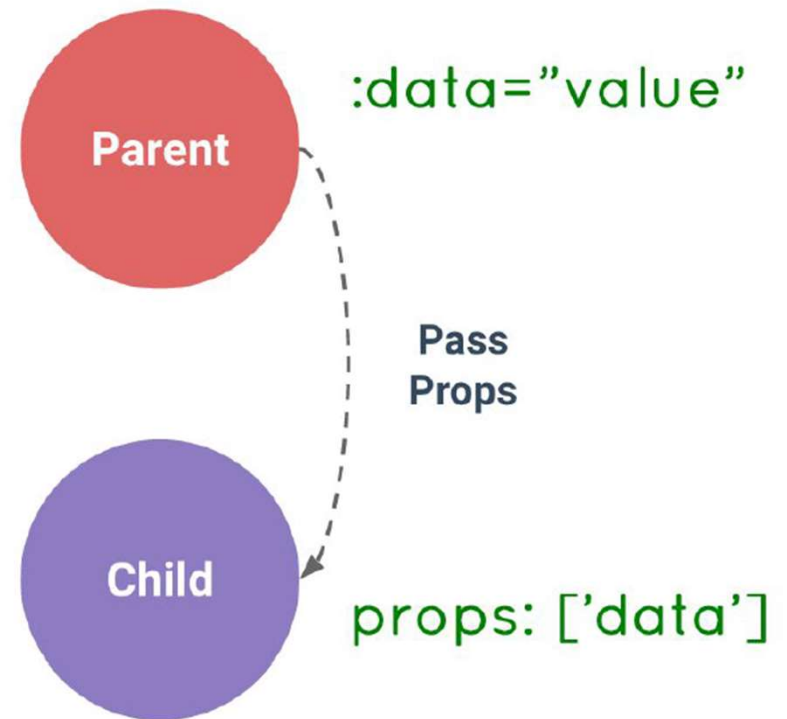 :data=”value”
Parent
Pass
Props
Child
props: [’data’]